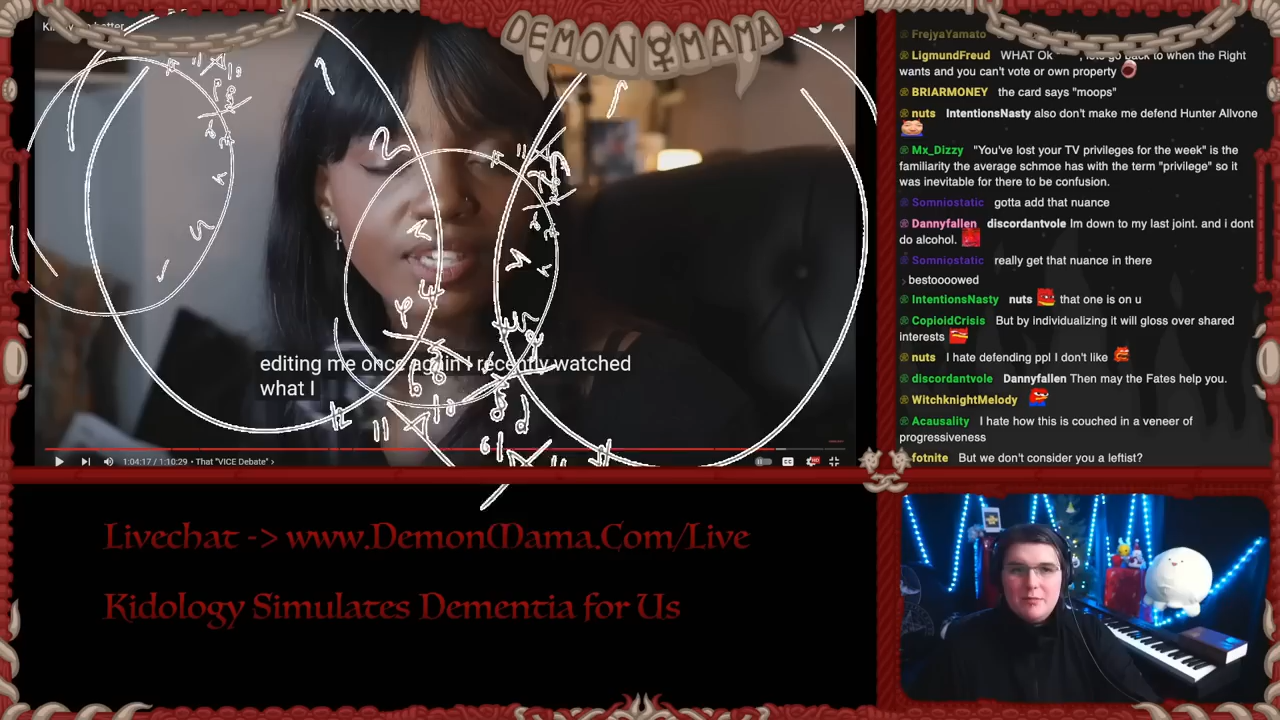 DEMON MAMA
editing me once again I recently watched
what I
1:04:17 / 1:10:29 • That "VICE Debate" ›
FrejyaYamato
LigmundFreud WHAT Ok
, lets go back to when the Right
wants and you can't vote or own property
BRIARMONEY the card says "moops"
nuts IntentionsNasty also don't make me defend Hunter Allvone
Mx_Dizzy "You've lost your TV privileges for the week" is the
familiarity the average schmoe has with the term "privilege" so it
was inevitable for there to be confusion.
Somniostatic gotta add that nuance
Dannyfallen discordantvole Im down to my last joint. and i dont
do alcohol.
Somniostatic really get that nuance in there
bestoooowed
IntentionsNasty nuts that one is on u
CopioidCrisis But by individualizing it will gloss over shared
interests
nuts I hate defending ppl I don't like
discordantvole Dannyfallen Then may the Fates help you.
WitchknightMelody
Acausality I hate how this is couched in a veneer of
progressiveness
fotnite But we don't consider you a leftist?
Livechat -> www.DemonMama.Com/Live
Kidology Simulates Dementia for Us